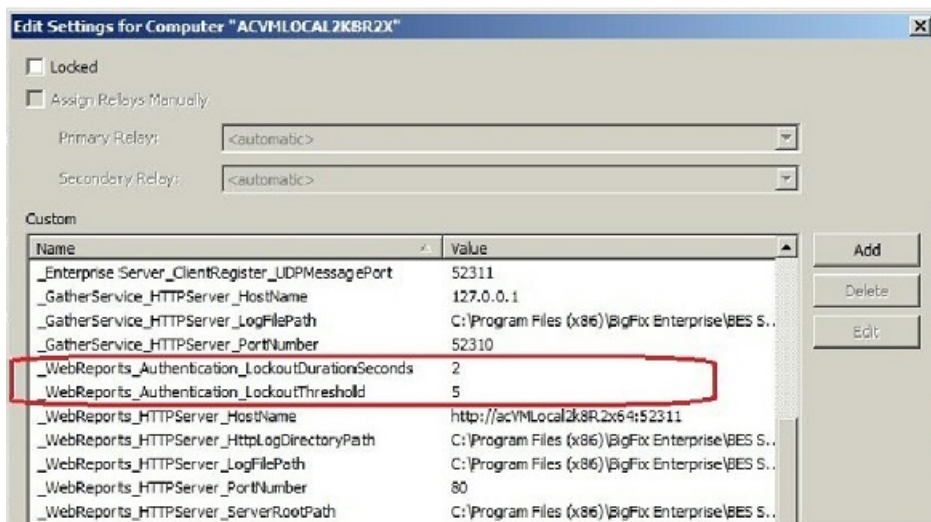 Edit Settings for Computer "ACVMLOCAL2K8R2X"
Locked
Assign Relays Manually
Primary Relay: <automatic>
Secondary Relay: <automatic>
Custom
Name Value
_Enterprise Server_ClientRegister_UDPMessagePort 52311
_GatherService_HTTPServer_HostName 127.0.0.1
_GatherService_HTTPServer_LogFilePath C:\Program Files (x86)\BigFix Enterprise\BES S...
_GatherService_HTTPServer_PortNumber 52310
_WebReports_Authentication_LockoutDurationSeconds 2
_WebReports_Authentication_LockoutThreshold 5
_WebReports_HTTPServer_HostName http://acVMLocal2k8R2x64:52311
_WebReports_HTTPServer_HttpLogDirectoryPath C:\Program Files (x86)\BigFix Enterprise\BES S...
_WebReports_HTTPServer_LogFilePath C:\Program Files (x86)\BigFix Enterprise\BES S...
_WebReports_HTTPServer_PortNumber 80
_WebReports_HTTPServer_ServerRootPath C:\Program Files (x86)\BigFix Enterprise\BES S...
Add
Delete
Edit